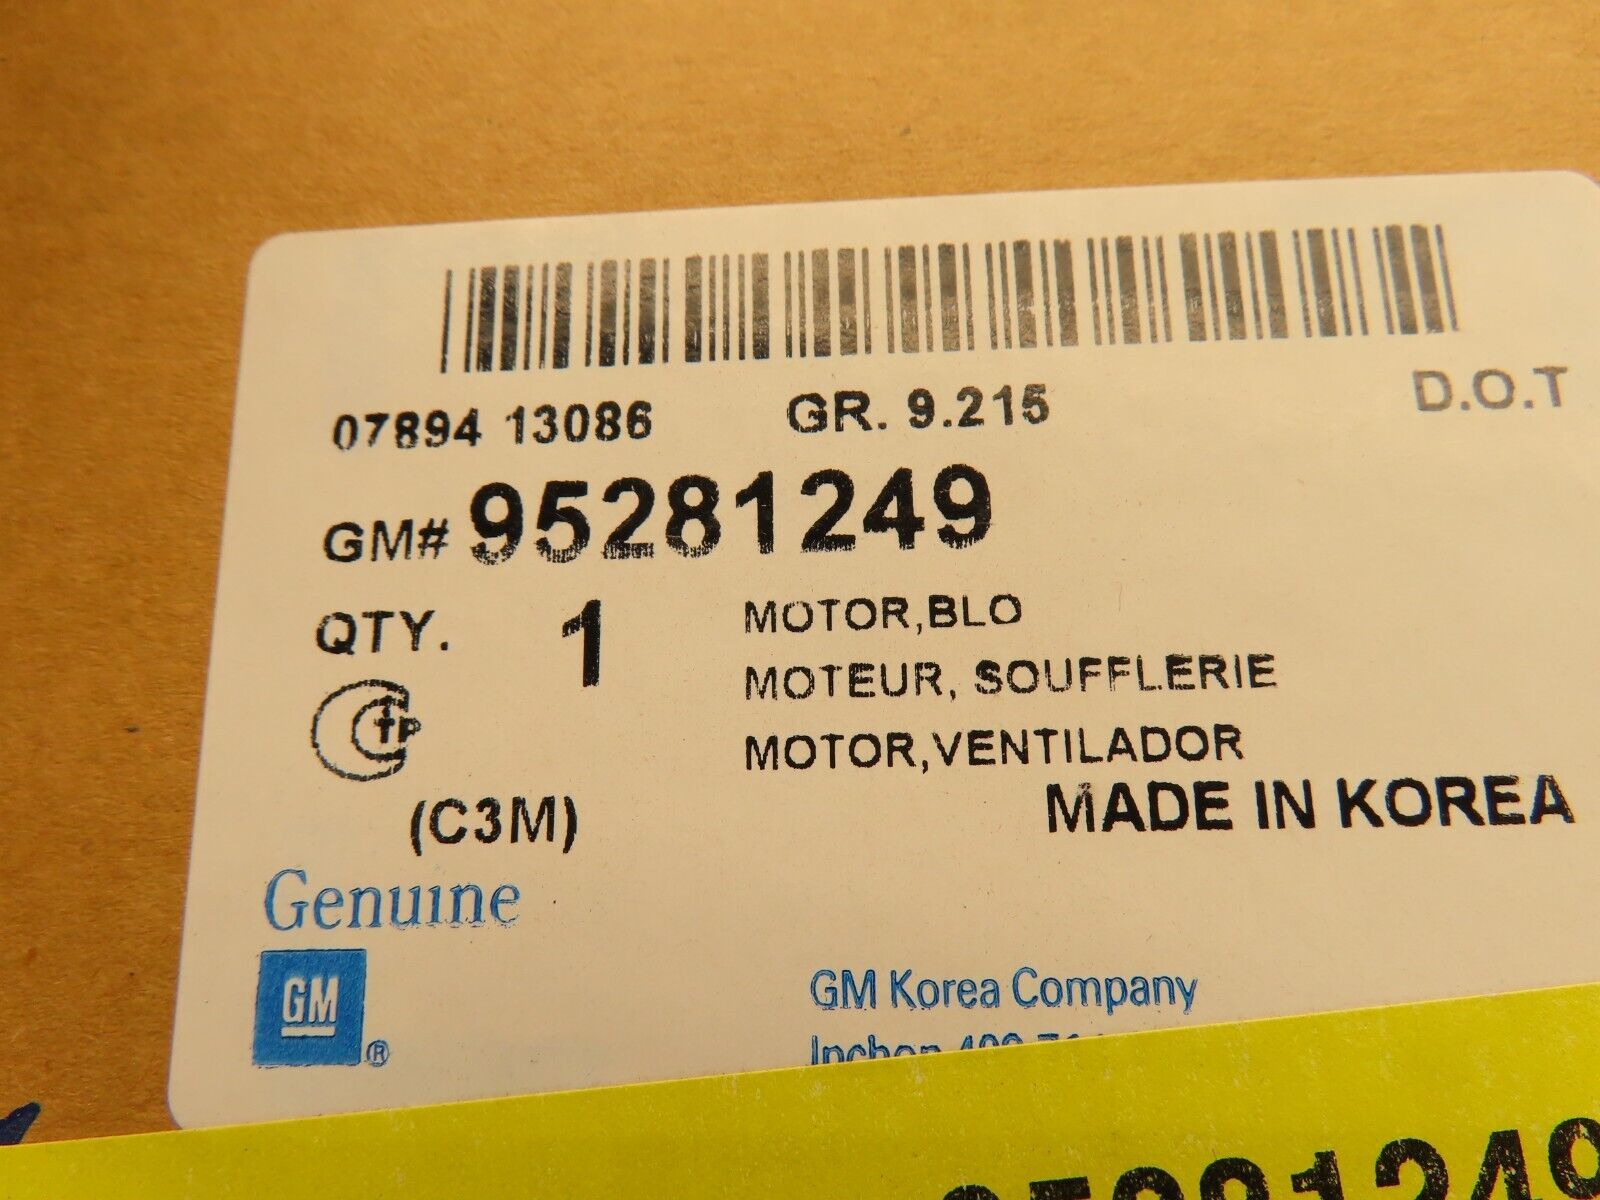 07894 13086 GR. 9.215 D.O.T
GM# 95281249
QTY. 1 MOTOR,BLO
MOTEUR, SOUFFLERIE
MOTOR,VENTILADOR
(C3M) MADE IN KOREA
Genuine
GM ®
GM Korea Company
95281249